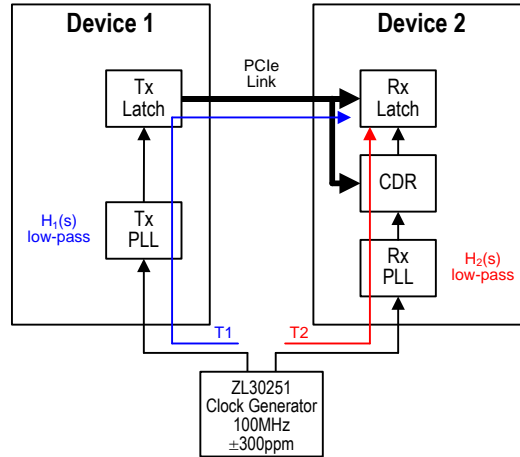 Device 1
Device 2
PCIe
Link
Tx
Latch
Rx
Latch
CDR
H₁(s)
low-pass
Tx
PLL
Rx
PLL
H₂(s)
low-pass
T1
T2
ZL30251
Clock Generator
100MHz
±300ppm